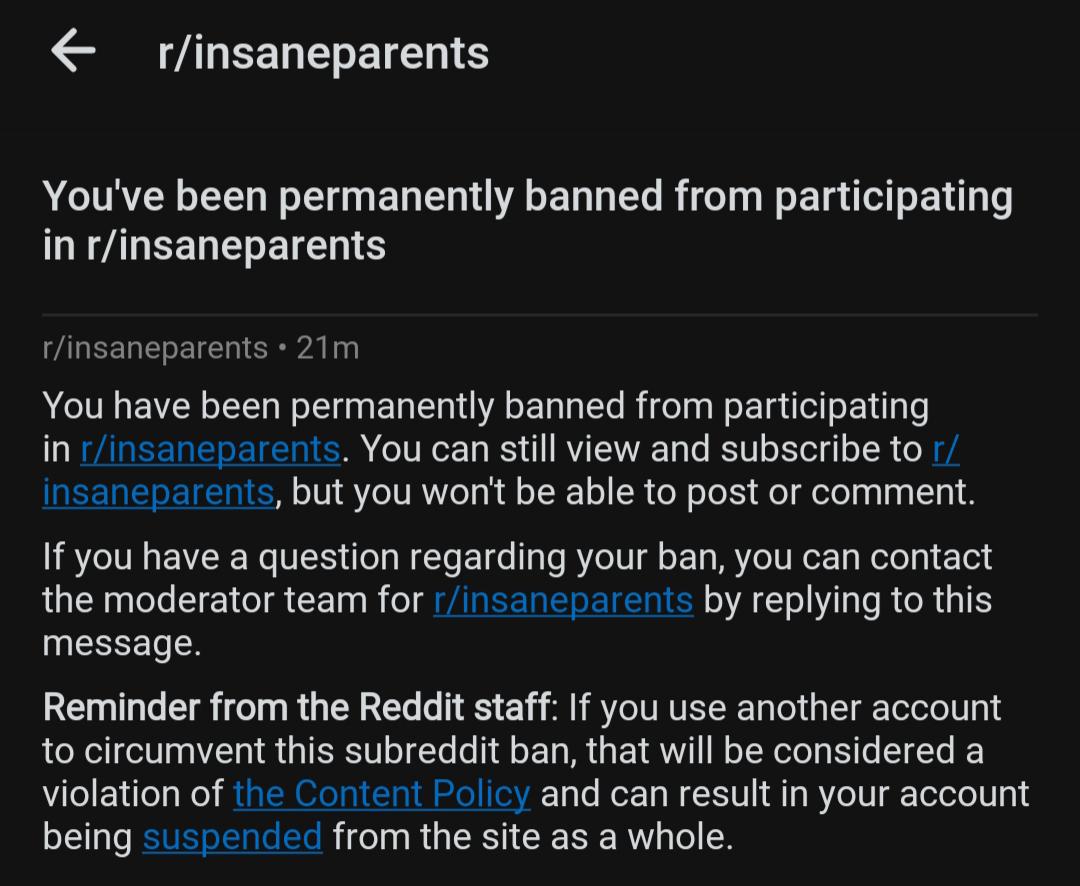 r/insaneparents
You've been permanently banned from participating
in r/insaneparents
r/insaneparents • 21m
You have been permanently banned from participating
in r/insaneparents. You can still view and subscribe to r/
insaneparents, but you won't be able to post or comment.
If you have a question regarding your ban, you can contact
the moderator team for r/insaneparents by replying to this
message.
Reminder from the Reddit staff: If you use another account
to circumvent this subreddit ban, that will be considered a
violation of the Content Policy and can result in your account
being suspended from the site as a whole.